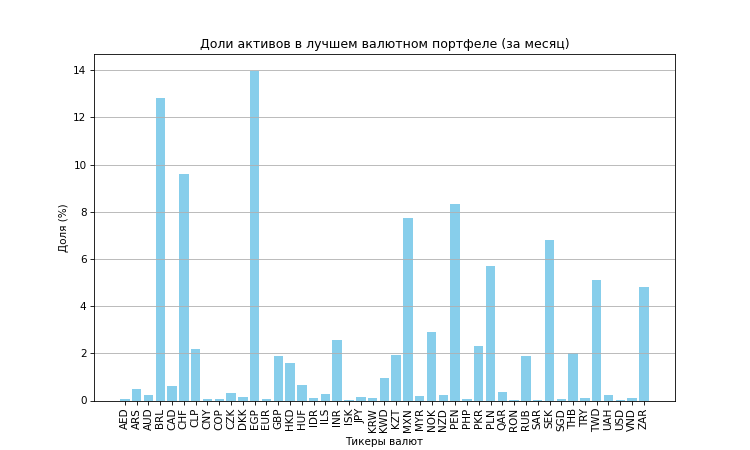 Доли активов в лучшем валютном портфеле (за месяц)
Доля (%)
14
12
10
8
6
4
2
0
AED ARS AUD BRL CAD CHF CLP CNY COP CZK DKK EGP EUR GBP HKD HUF IDR ILS INR ISK JPY KRW KWD KZT MXN MYR NOK NZD PEN PHP PKR PLN QAR RON RUB SAR SEK SGD THB TRY TWD UAH USD VND ZAR
Тикеры валют